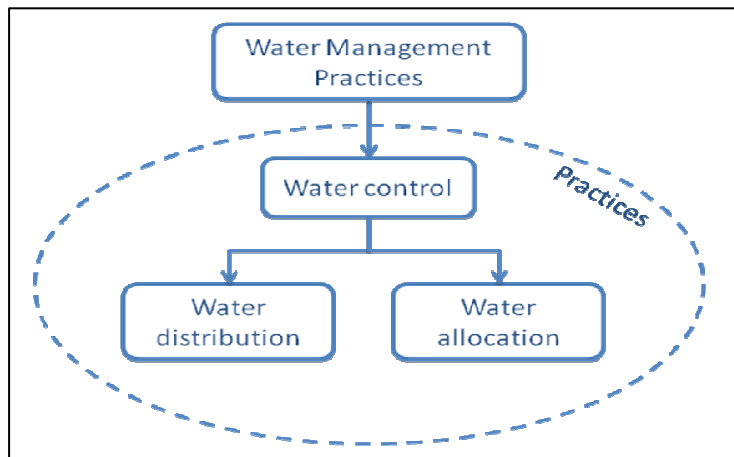 Water Management
Practices
Water control
Practices
Water
distribution
Water
allocation